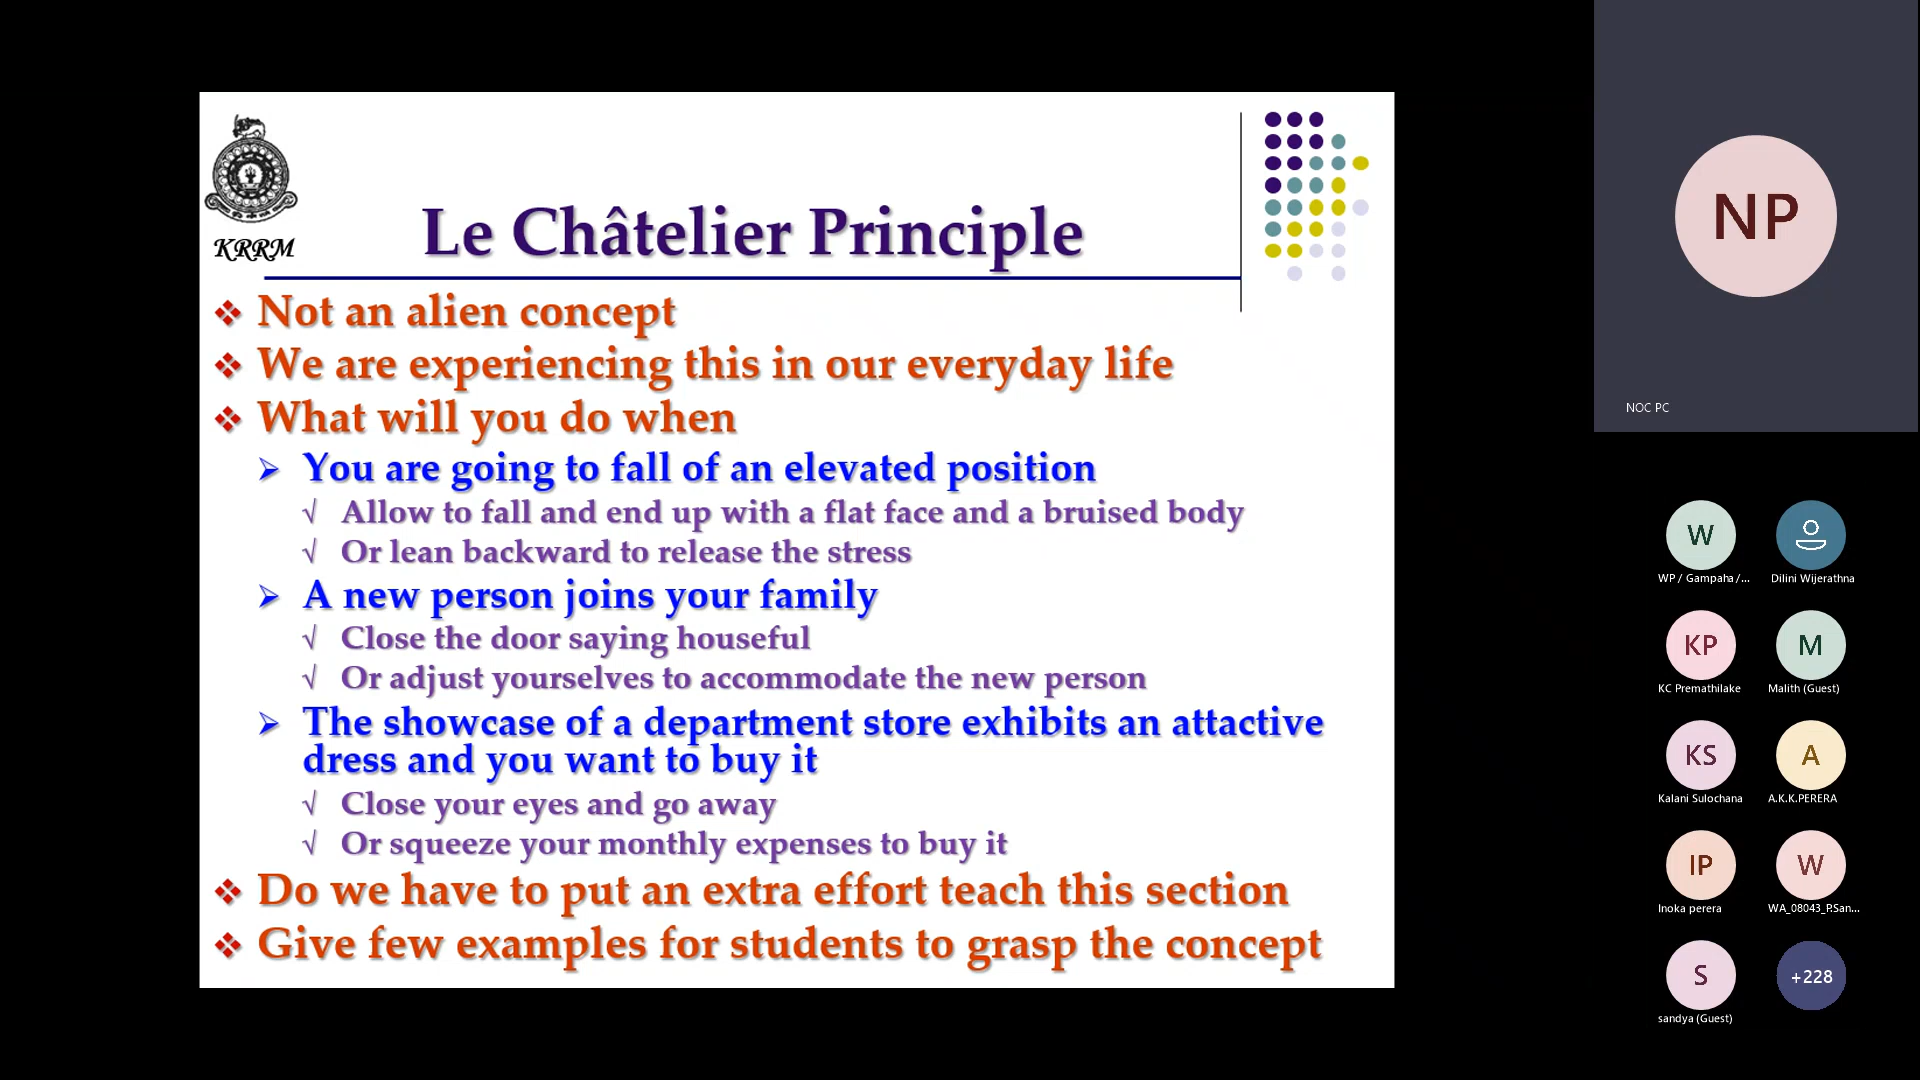 KRRM
Le Châtelier Principle
Not an alien concept
We are experiencing this in our everyday life
What will you do when
You are going to fall of an elevated position
√ Allow to fall and end up with a flat face and a bruised body
√ Or lean backward to release the stress
A new person joins your family
√ Close the door saying houseful
√ Or adjust yourselves to accommodate the new person
The showcase of a department store exhibits an attactive
dress and you want to buy it
√ Close your eyes and go away
√ Or squeeze your monthly expenses to buy it
Do we have to put an extra effort teach this section
Give few examples for students to grasp the concept
NP
NOC PC
W
WP / Gampaha /...
Dilini Wijerathna
KP
KC Premathilake
M
Malith (Guest)
KS
Kalani Sulochana
A
A.K.K.PERERA
IP
Inoka perera
W
WA_08043_P.San...
S
sandya (Guest)
+228